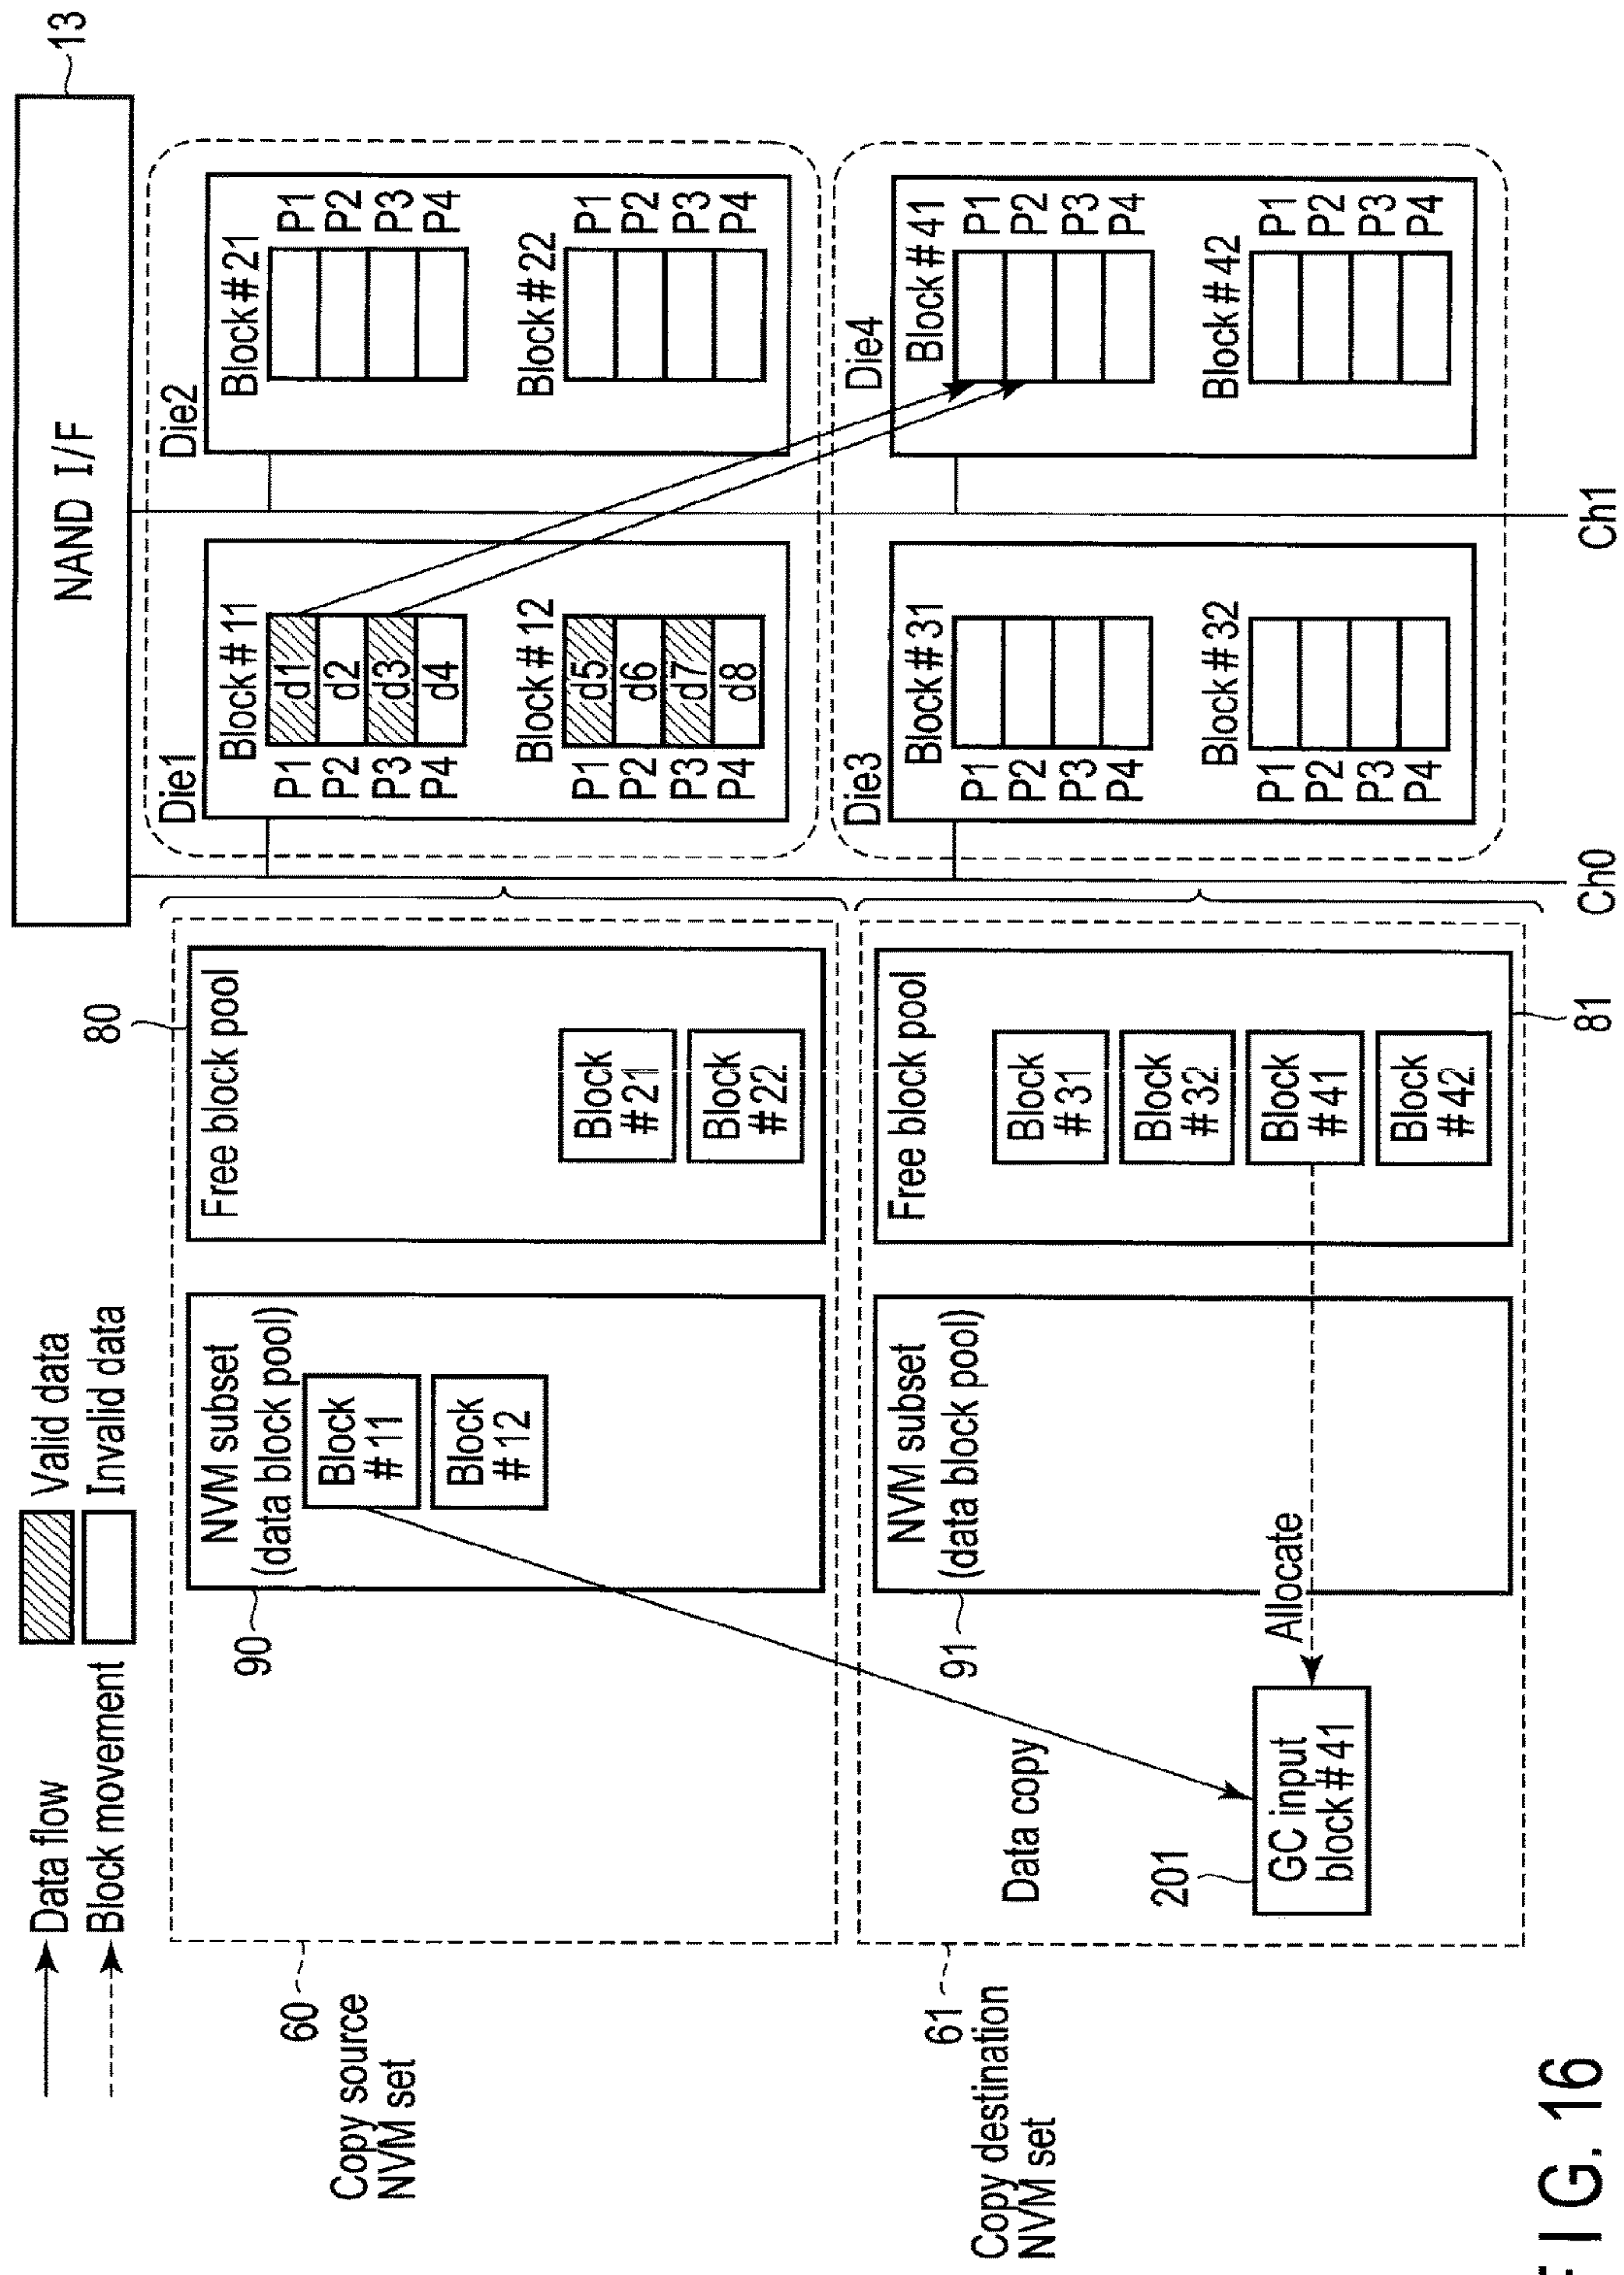 Data flow
Block movement
Valid data
Invalid data
NAND I/F
13
60
Copy source
NVM set
90
NVM subset
(data block pool)
Block
#11
Block
#12
80
Free block pool
Block
#21
Block
#22
Die1
Block#11
P1 d1
P2 d2
P3 d3
P4 d4
Block#12
P1 d5
P2 d6
P3 d7
P4 d8
Die2
Block#21
P1
P2
P3
P4
Block#22
P1
P2
P3
P4
61
Copy destination
NVM set
Data copy
201
GC input
block#41
Allocate
91
NVM subset
(data block pool)
Free block pool
Block
#31
Block
#32
Block
#41
Block
#42
81
Die3
Block#31
P1
P2
P3
P4
Block#32
P1
P2
P3
P4
Die4
Block#41
P1
P2
P3
P4
Block#42
P1
P2
P3
P4
Ch0
Ch1
FIG. 16